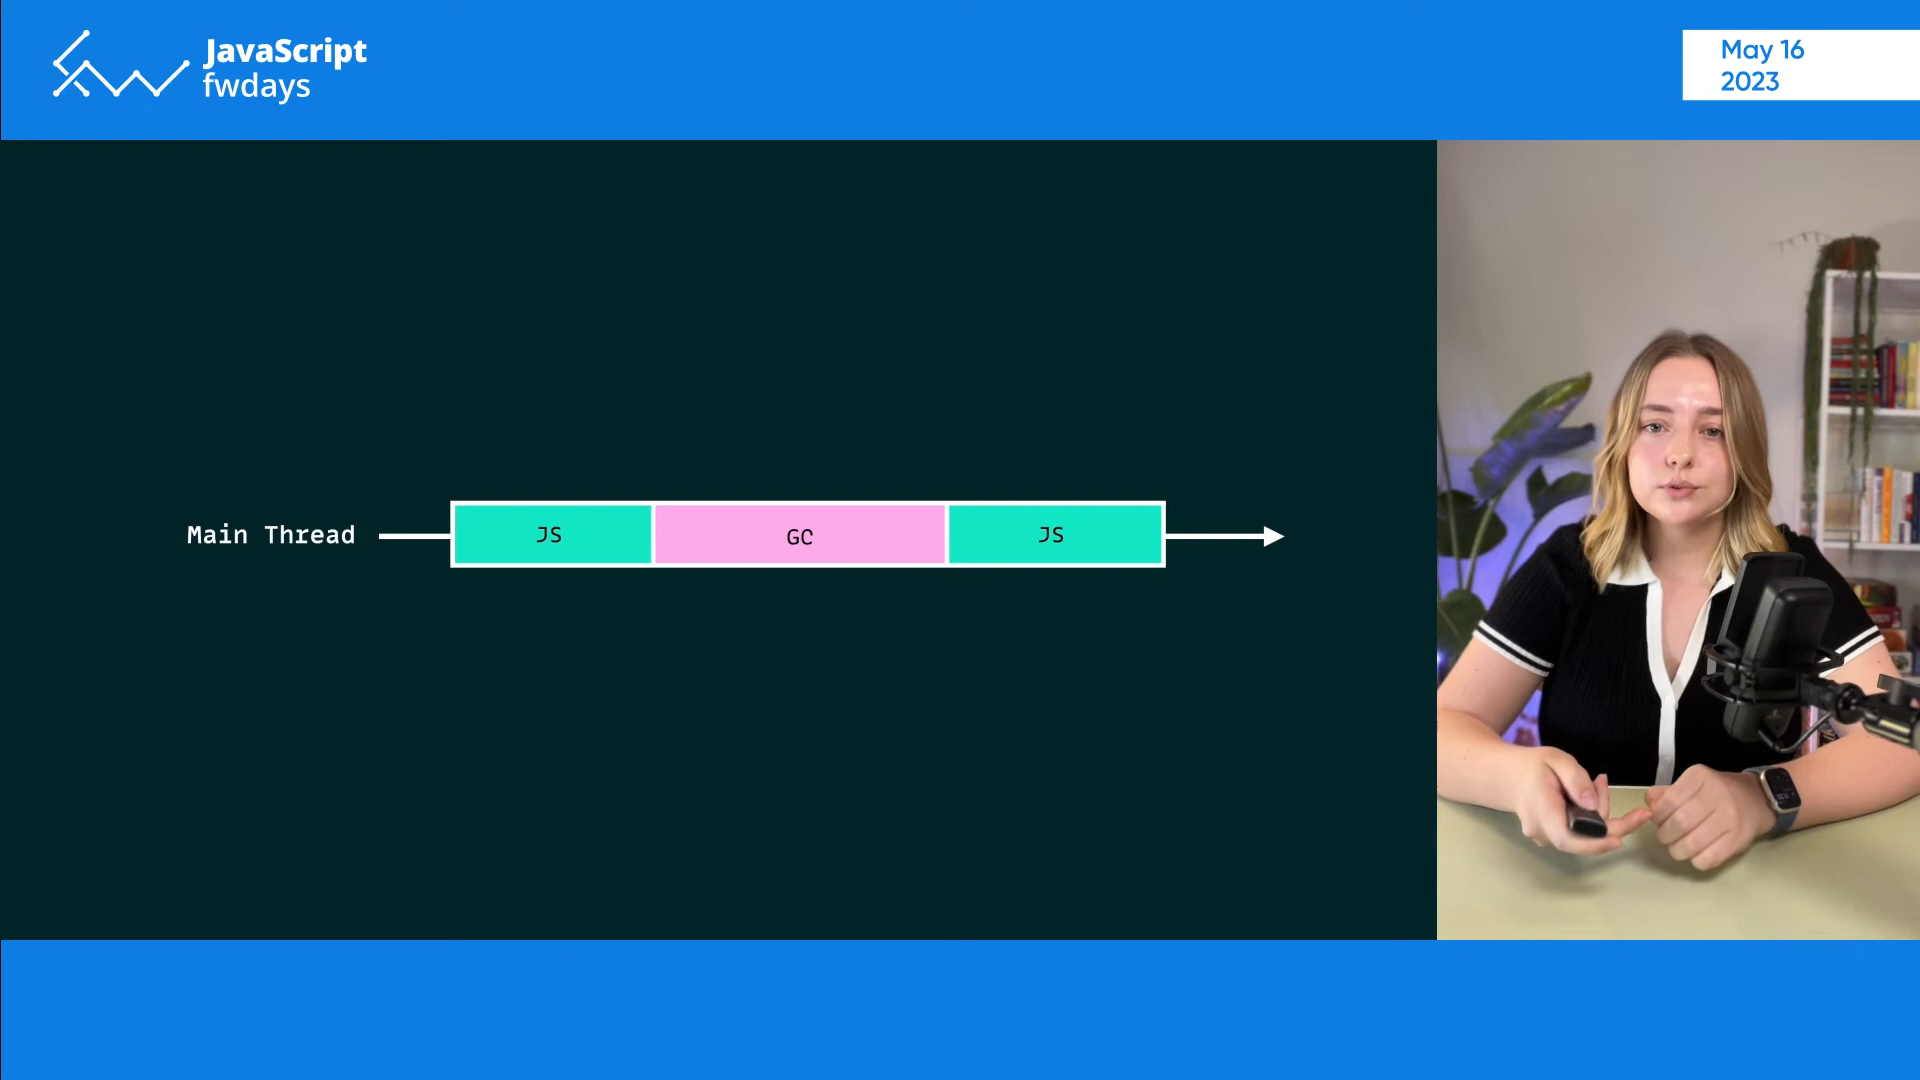 JavaScript
fwdays
May 16
2023
Main Thread
JS
GC
JS